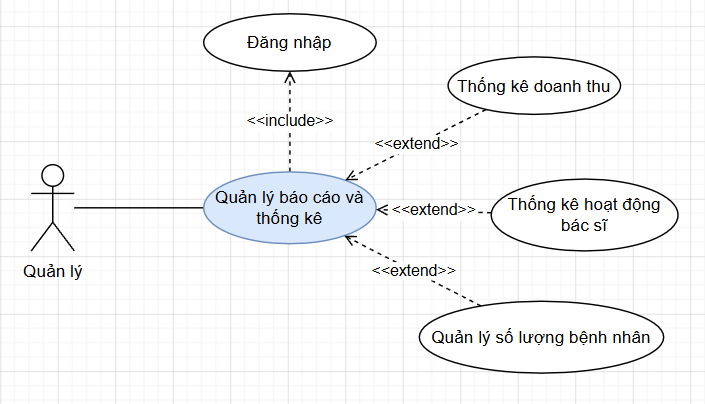 Đăng nhập
Thống kê doanh thu
<<include>>
<<extend>>
Quản lý báo cáo và
thống kê
<<extend>>
Thống kê hoạt động
bác sĩ
Quản lý
<<extend>>
Quản lý số lượng bệnh nhân